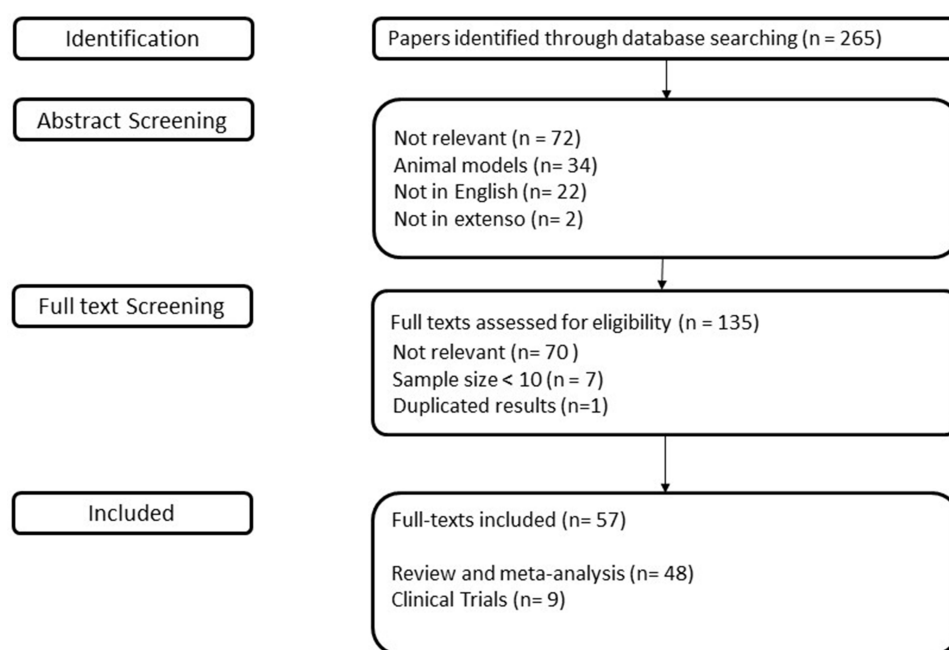 Identification
Papers identified through database searching (n = 265)
Abstract Screening
Not relevant (n = 72)
Animal models (n= 34)
Not in English (n= 22)
Not in extenso (n= 2)
Full text Screening
Full texts assessed for eligibility (n = 135)
Not relevant (n= 70 )
Sample size < 10 (n = 7)
Duplicated results (n=1)
Included
Full-texts included (n= 57)
Review and meta-analysis (n= 48)
Clinical Trials (n= 9)